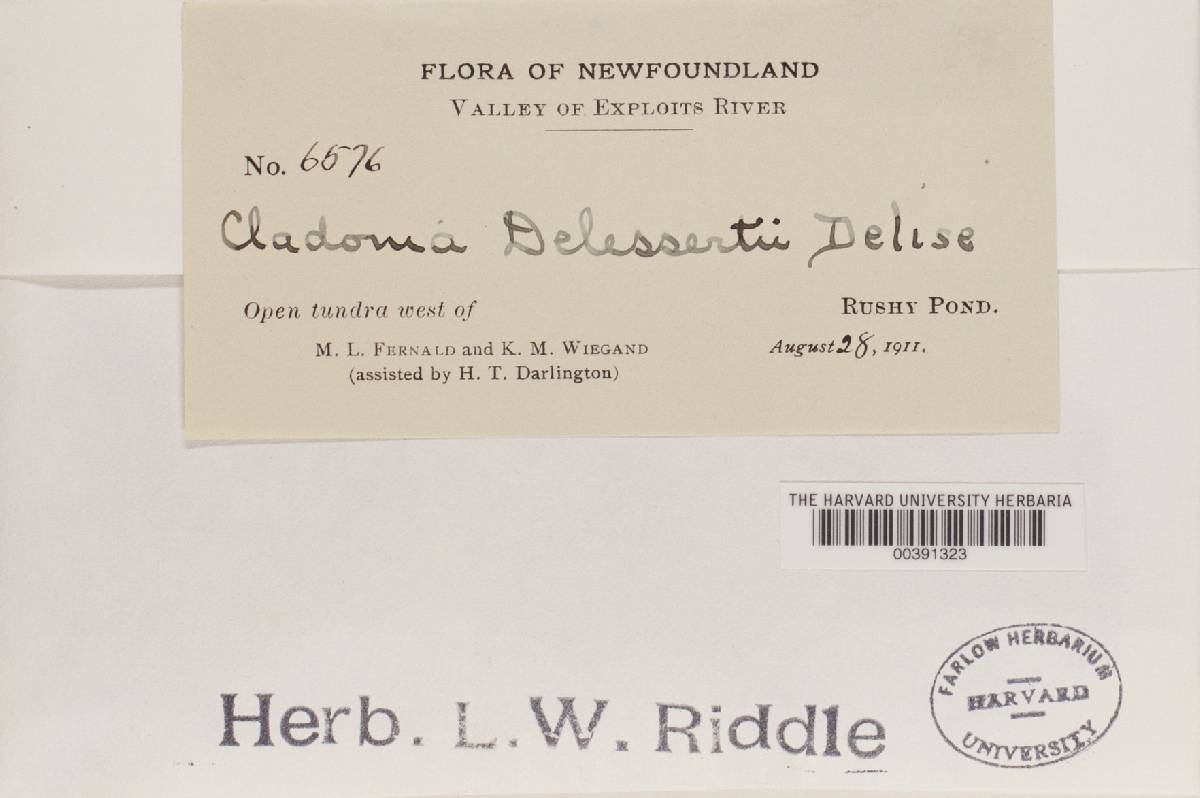 FLORA OF NEWFOUNDLAND
VALLEY OF EXPLOITS RIVER
No. 6576
Cladonia Delessertii Delise
Open tundra west of RUSHY POND.
M. L. FERNALD and K. M. WIEGAND August 28, 1911.
(assisted by H. T. Darlington)
THE HARVARD UNIVERSITY HERBARIA
00391323
FARLOW HERBARIUM
HARVARD
UNIVERSITY
Herb. L. W. Riddle